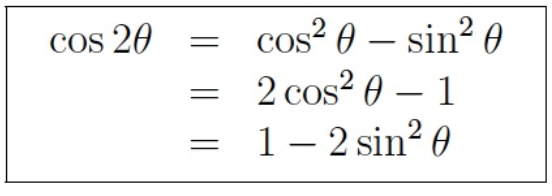 cos 2θ = cos² θ − sin² θ
= 2 cos² θ − 1
= 1 − 2 sin² θ